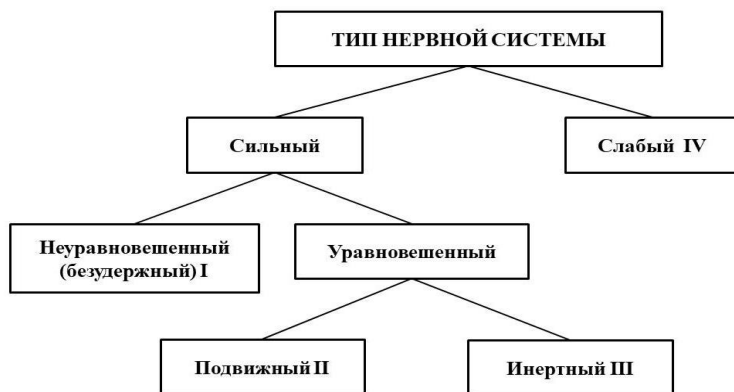 ТИП НЕРВНОЙ СИСТЕМЫ
Сильный
Слабый IV
Неуравновешенный
(безудержный) I
Уравновешенный
Подвижный II
Инертный III